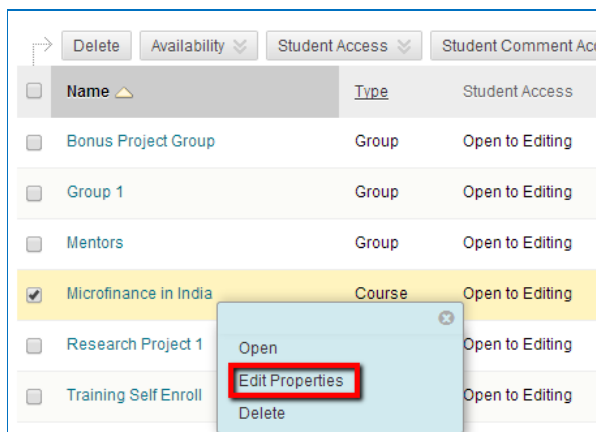 Delete Availability Student Access Student Comment
Name Type Student Access
Bonus Project Group Group Open to Editing
Group 1 Group Open to Editing
Mentors Group Open to Editing
Microfinance in India Course Open to Editing
Research Project 1 Open to Editing
Training Self Enroll Open to Editing
Open
Edit Properties
Delete